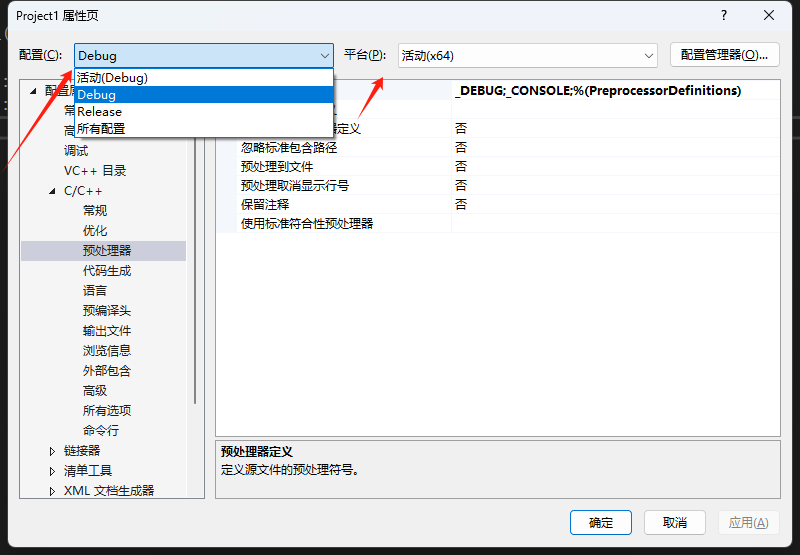 Project1 属性页
?
配置(C):
Debug
平台(P):
活动(x64)
配置管理器(O)...
活动(Debug)
Debug
Release
所有配置
_DEBUG;_CONSOLE;%(PreprocessorDefinitions)
定义
否
调试
忽略标准包含路径
否
VC++ 目录
预处理到文件
否
C/C++
预处理取消显示行号
否
常规
保留注释
否
优化
使用标准符合性预处理器
预处理器
代码生成
语言
预编译头
输出文件
浏览信息
外部包含
高级
所有选项
命令行
链接器
清单工具
XML 文档生成器
预处理器定义
定义源文件的预处理符号。
确定
取消
应用(A)